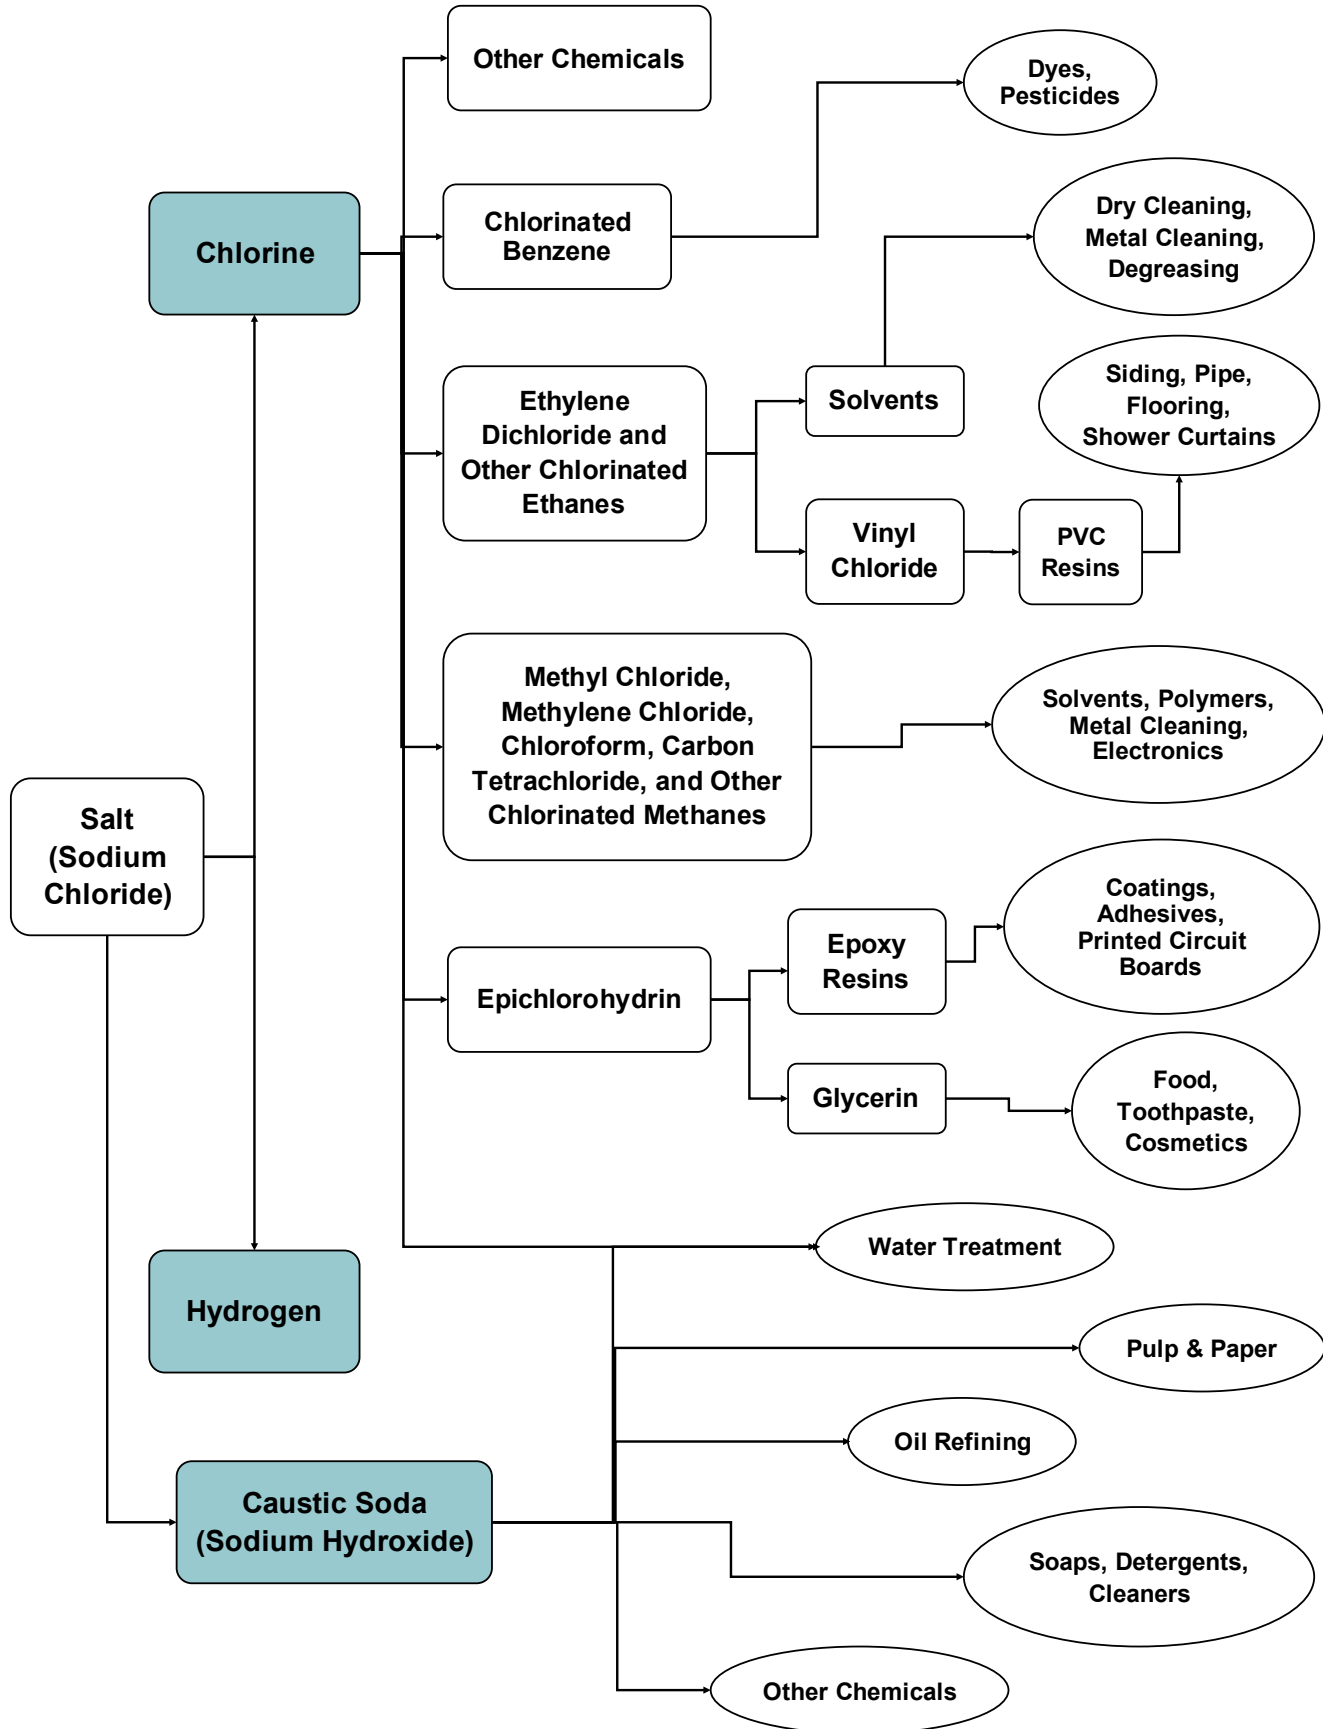 Other Chemicals
Dyes,
Pesticides
Chlorine
Chlorinated
Benzene
Dry Cleaning,
Metal Cleaning,
Degreasing
Ethylene
Dichloride and
Other Chlorinated
Ethanes
Solvents
Siding, Pipe,
Flooring,
Shower Curtains
Vinyl
Chloride
PVC
Resins
Methyl Chloride,
Methylene Chloride,
Chloroform, Carbon
Tetrachloride, and Other
Chlorinated Methanes
Solvents, Polymers,
Metal Cleaning,
Electronics
Salt
(Sodium
Chloride)
Epichlorohydrin
Epoxy
Resins
Coatings,
Adhesives,
Printed Circuit
Boards
Glycerin
Food,
Toothpaste,
Cosmetics
Water Treatment
Hydrogen
Pulp & Paper
Oil Refining
Caustic Soda
(Sodium Hydroxide)
Soaps, Detergents,
Cleaners
Other Chemicals